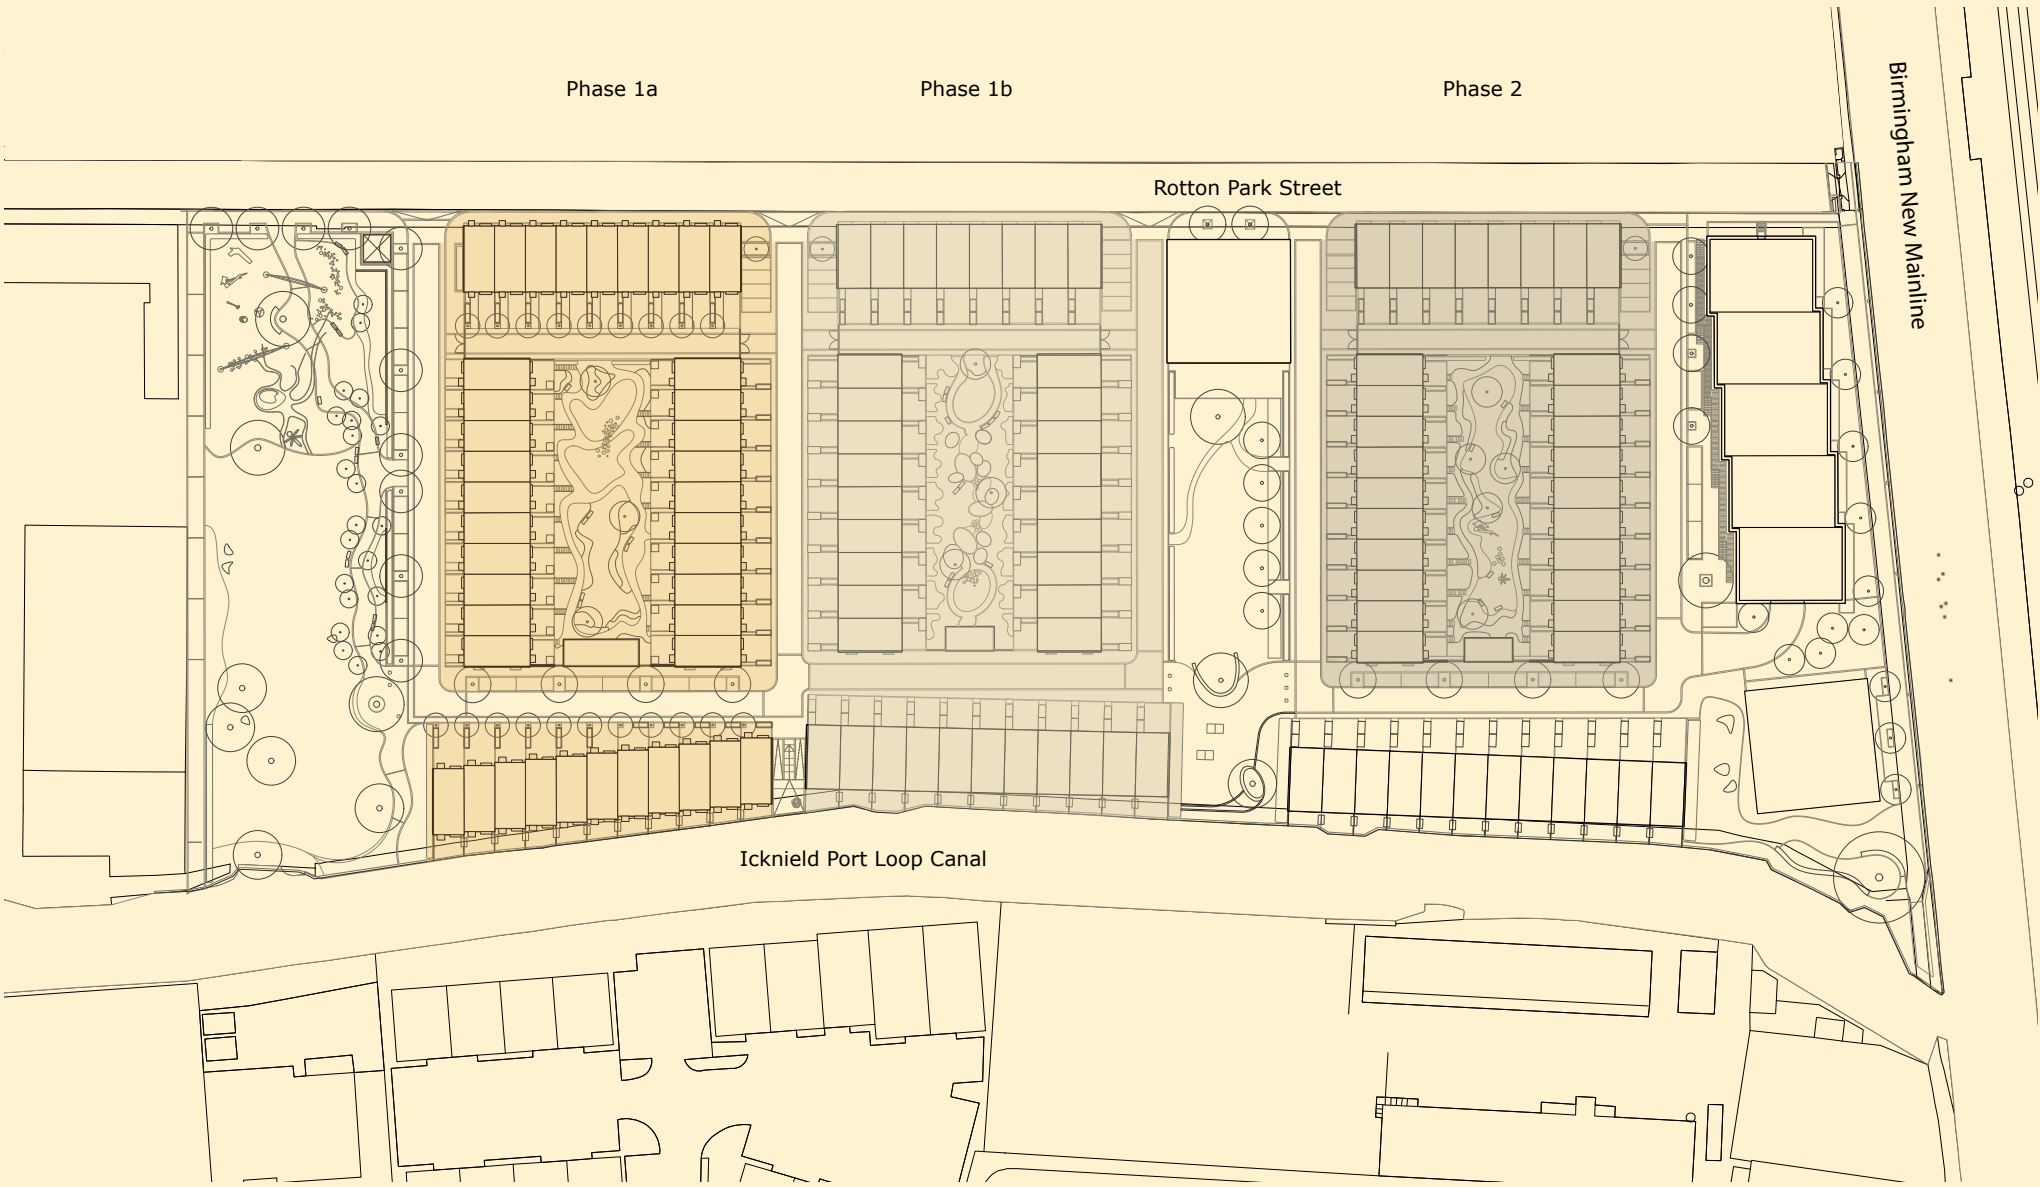 Phase 1a
Phase 1b
Phase 2
Rotton Park Street
Birmingham New Mainline
Icknield Port Loop Canal